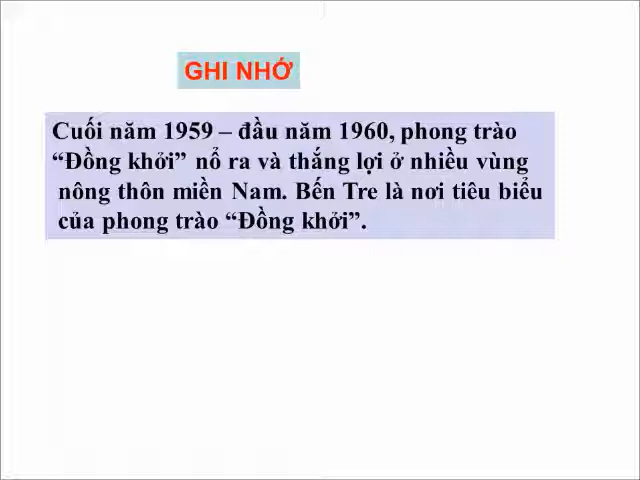 GHI NHỚ
Cuối năm 1959 – đầu năm 1960, phong trào
“Đồng khởi” nổ ra và thắng lợi ở nhiều vùng
nông thôn miền Nam. Bến Tre là nơi tiêu biểu
của phong trào “Đồng khởi”.